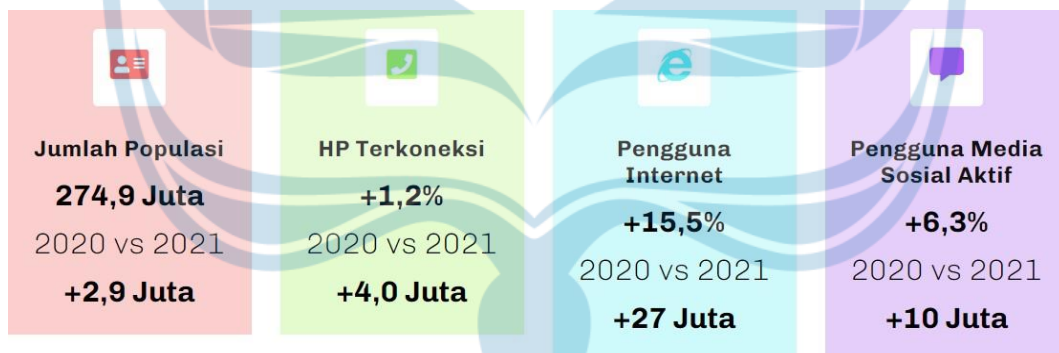 Jumlah Populasi
274,9 Juta
2020 vs 2021
+2,9 Juta
HP Terkoneksi
+1,2%
2020 vs 2021
+4,0 Juta
Pengguna
Internet
+15,5%
2020 vs 2021
+27 Juta
Pengguna Media
Sosial Aktif
+6,3%
2020 vs 2021
+10 Juta